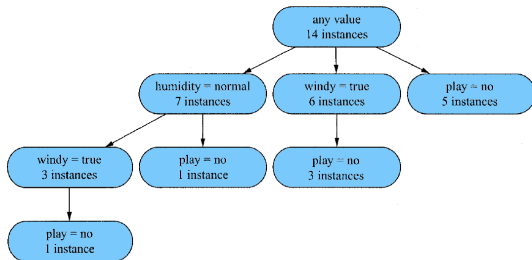 any value
14 instances
humidity = normal
7 instances
windy = true
6 instances
play = no
5 instances
windy = true
3 instances
play = no
1 instance
play = no
3 instances
play = no
1 instance